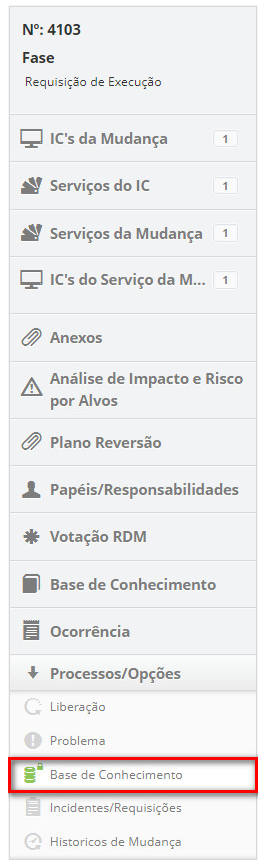 Nº: 4103
Fase
Requisição de Execução
IC's da Mudança 1
Serviços do IC 1
Serviços da Mudança 1
IC's do Serviço da M... 1
Anexos
Análise de Impacto e Risco
por Alvos
Plano Reversão
Papéis/Responsabilidades
Votação RDM
Base de Conhecimento
Ocorrência
Processos/Opções
Liberação
Problema
Base de Conhecimento
Incidentes/Requisições
Historicos de Mudança